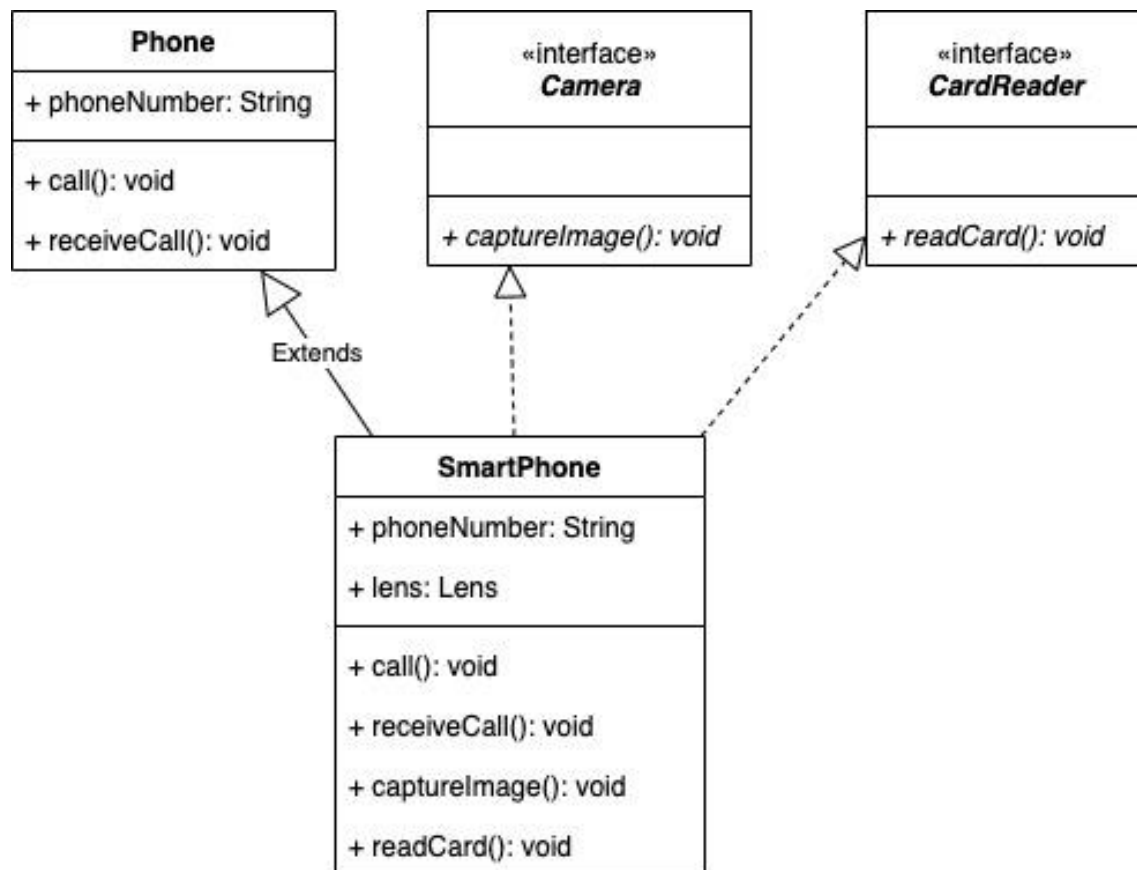 Phone
+ phoneNumber: String
+ call(): void
+ receiveCall(): void
«interface»
Camera
+ captureImage(): void
«interface»
CardReader
+ readCard(): void
Extends
SmartPhone
+ phoneNumber: String
+ lens: Lens
+ call(): void
+ receiveCall(): void
+ captureImage(): void
+ readCard(): void